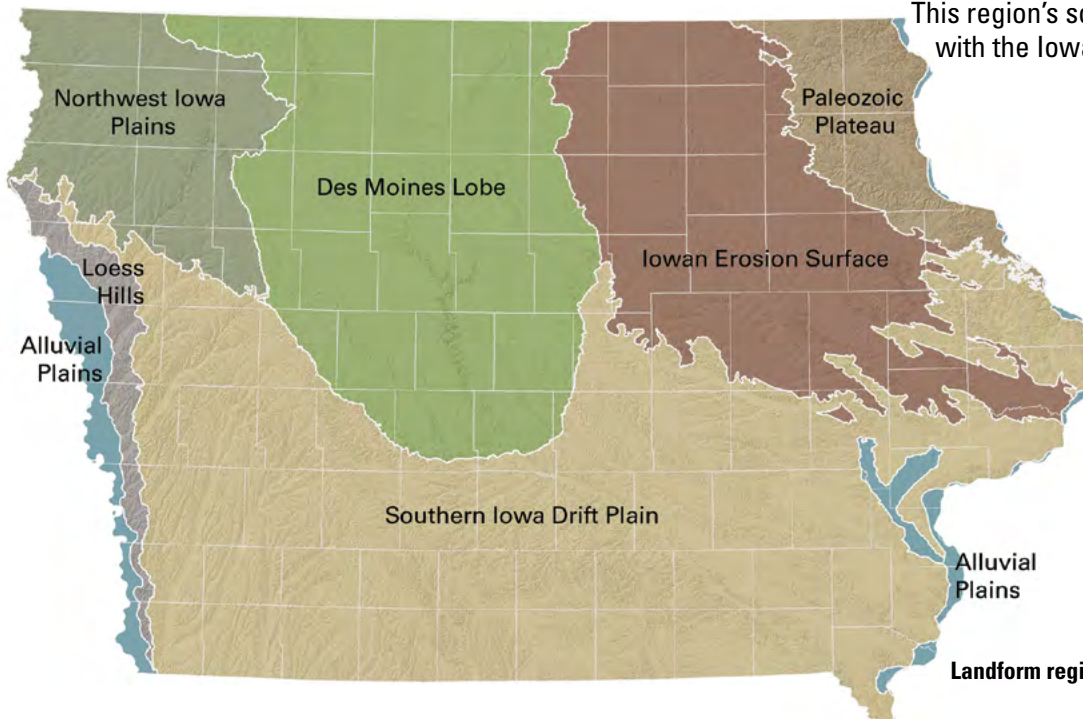 This region's so
with the Iowa
Northwest Iowa
Plains
Paleozoic
Plateau
Des Moines Lobe
Iowan Erosion Surface
Loess
Hills
Alluvial
Plains
Southern Iowa Drift Plain
Alluvial
Plains
Landform regi